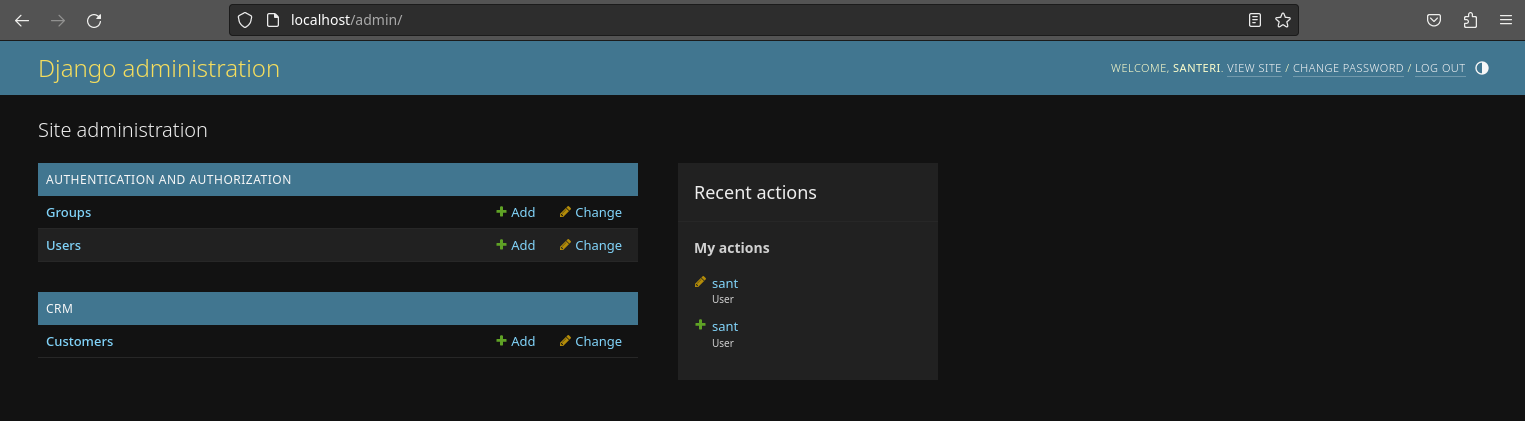 localhost/admin/
Django administration
WELCOME, SANTERI. VIEW SITE / CHANGE PASSWORD / LOG OUT
Site administration
AUTHENTICATION AND AUTHORIZATION
Groups Add Change
Users Add Change
CRM
Customers Add Change
Recent actions
My actions
sant
User
sant
User